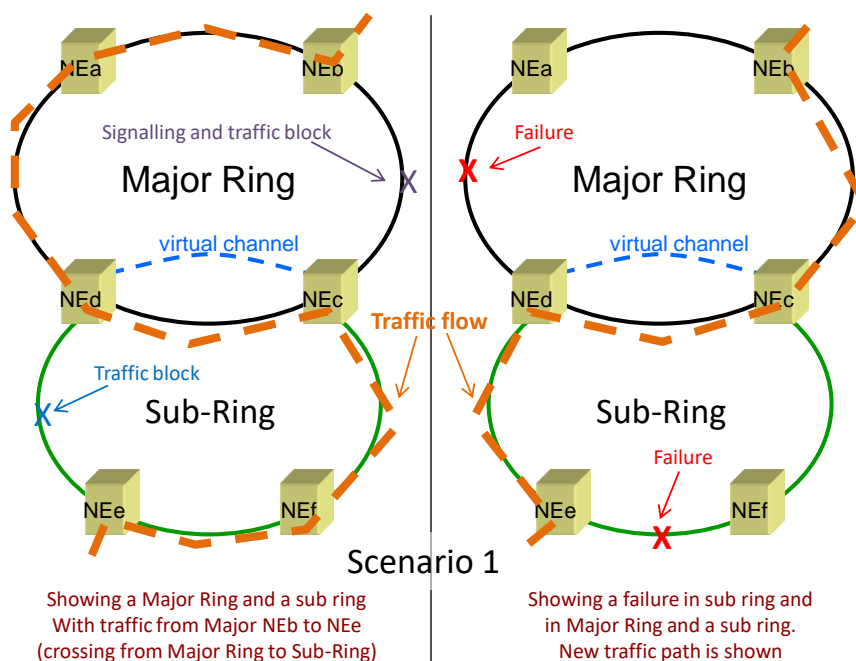 NEa
NEb
Signalling and traffic block
X
Major Ring
virtual channel
NEd
NEc
Traffic block
X
Sub-Ring
NEe
NEf
Traffic flow
NEa
NEb
Failure
X
Major Ring
virtual channel
NEd
NEc
Sub-Ring
Failure
NEe
NEf
X
Scenario 1
Showing a Major Ring and a sub ring
With traffic from Major NEb to NEe
(crossing from Major Ring to Sub-Ring)
Showing a failure in sub ring and
in Major Ring and a sub ring.
New traffic path is shown